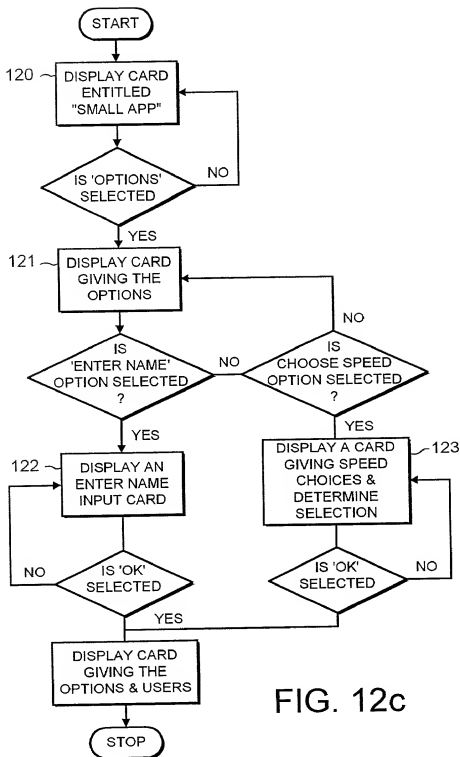 START
120
DISPLAY CARD
ENTITLED
"SMALL APP"
IS 'OPTIONS'
SELECTED
NO
YES
121
DISPLAY CARD
GIVING THE
OPTIONS
NO
IS
'ENTER NAME'
OPTION SELECTED
?
NO
IS
CHOOSE SPEED
OPTION SELECTED
?
YES
YES
122
DISPLAY AN
ENTER NAME
INPUT CARD
DISPLAY A CARD
GIVING SPEED
CHOICES &
DETERMINE
SELECTION
123
NO
IS 'OK'
SELECTED
IS 'OK'
SELECTED
NO
YES
DISPLAY CARD
GIVING THE
OPTIONS & USERS
STOP
FIG. 12c